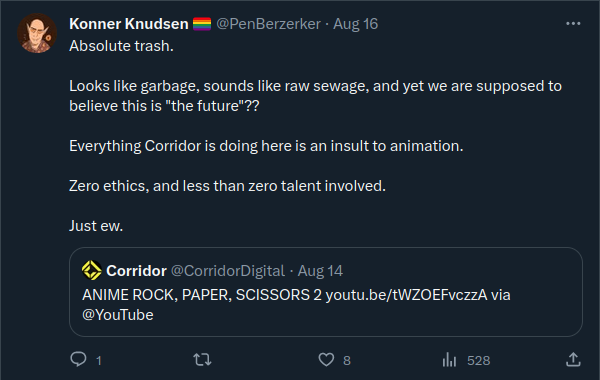 Konner Knudsen 🏳️‍🌈 @PenBerzerker · Aug 16
Absolute trash.
Looks like garbage, sounds like raw sewage, and yet we are supposed to
believe this is "the future"??
Everything Corridor is doing here is an insult to animation.
Zero ethics, and less than zero talent involved.
Just ew.
Corridor @CorridorDigital · Aug 14
ANIME ROCK, PAPER, SCISSORS 2 youtu.be/tWZOEFvczzA via
@YouTube
1 8 528